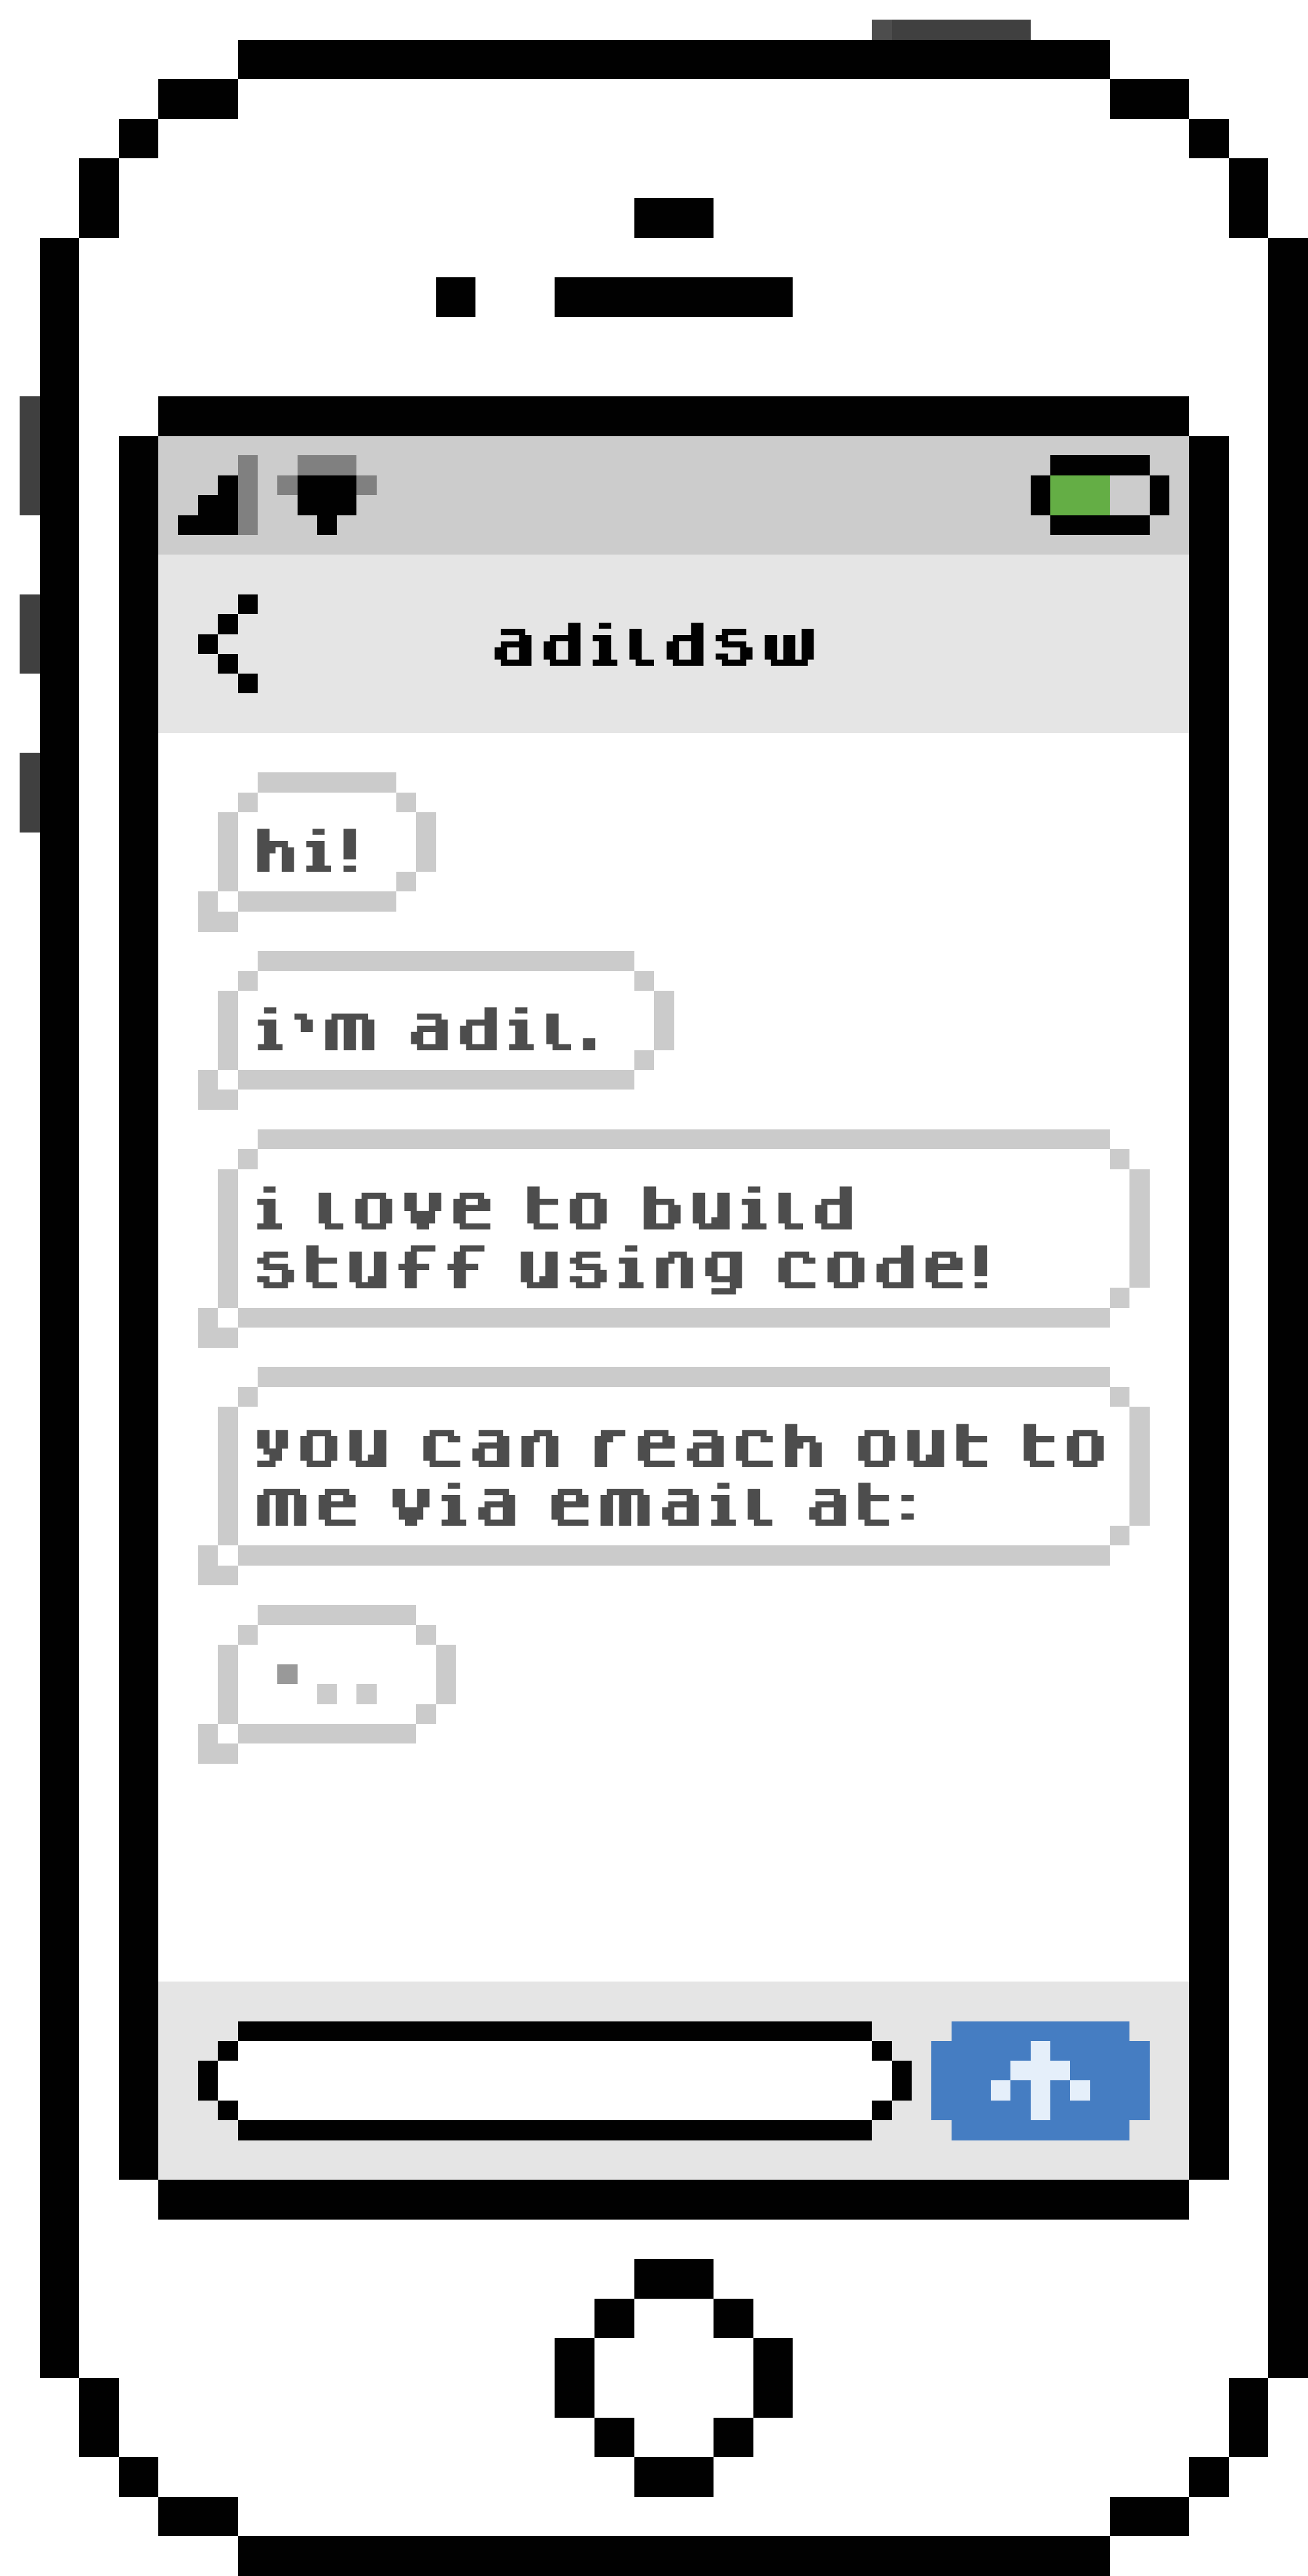 adildsw
hi!
i'm adil.
i love to build
stuff using code!
you can reach out to
me via email at: